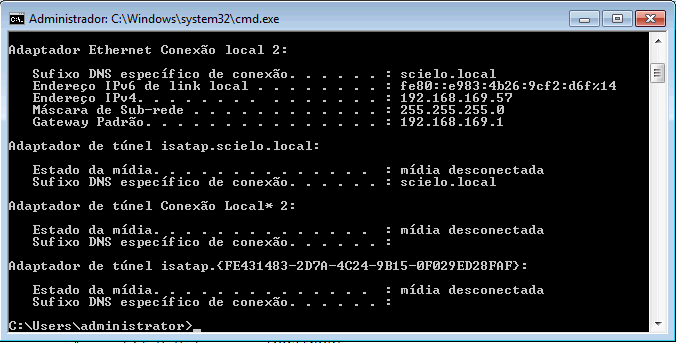 Administrador: C:\Windows\system32\cmd.exe
Adaptador Ethernet Conexão local 2:
Sufixo DNS específico de conexão. . . . . . : scielo.local
Endereço IPv6 de link local . . . . . . . . : fe80::e983:4b26:9cf2:d6f%14
Endereço IPv4. . . . . . . . . . . . . . . : 192.168.169.57
Máscara de Sub-rede . . . . . . . . . . . . : 255.255.255.0
Gateway Padrão. . . . . . . . . . . . . . . : 192.168.169.1
Adaptador de túnel isatap.scielo.local:
Estado da mídia. . . . . . . . . . . . . . : mídia desconectada
Sufixo DNS específico de conexão. . . . . . : scielo.local
Adaptador de túnel Conexão Local* 2:
Estado da mídia. . . . . . . . . . . . . . : mídia desconectada
Sufixo DNS específico de conexão. . . . . . :
Adaptador de túnel isatap.{FE431483-2D7A-4C24-9B15-0F029ED28FAF}:
Estado da mídia. . . . . . . . . . . . . . : mídia desconectada
Sufixo DNS específico de conexão. . . . . . :
C:\Users\administrator>_